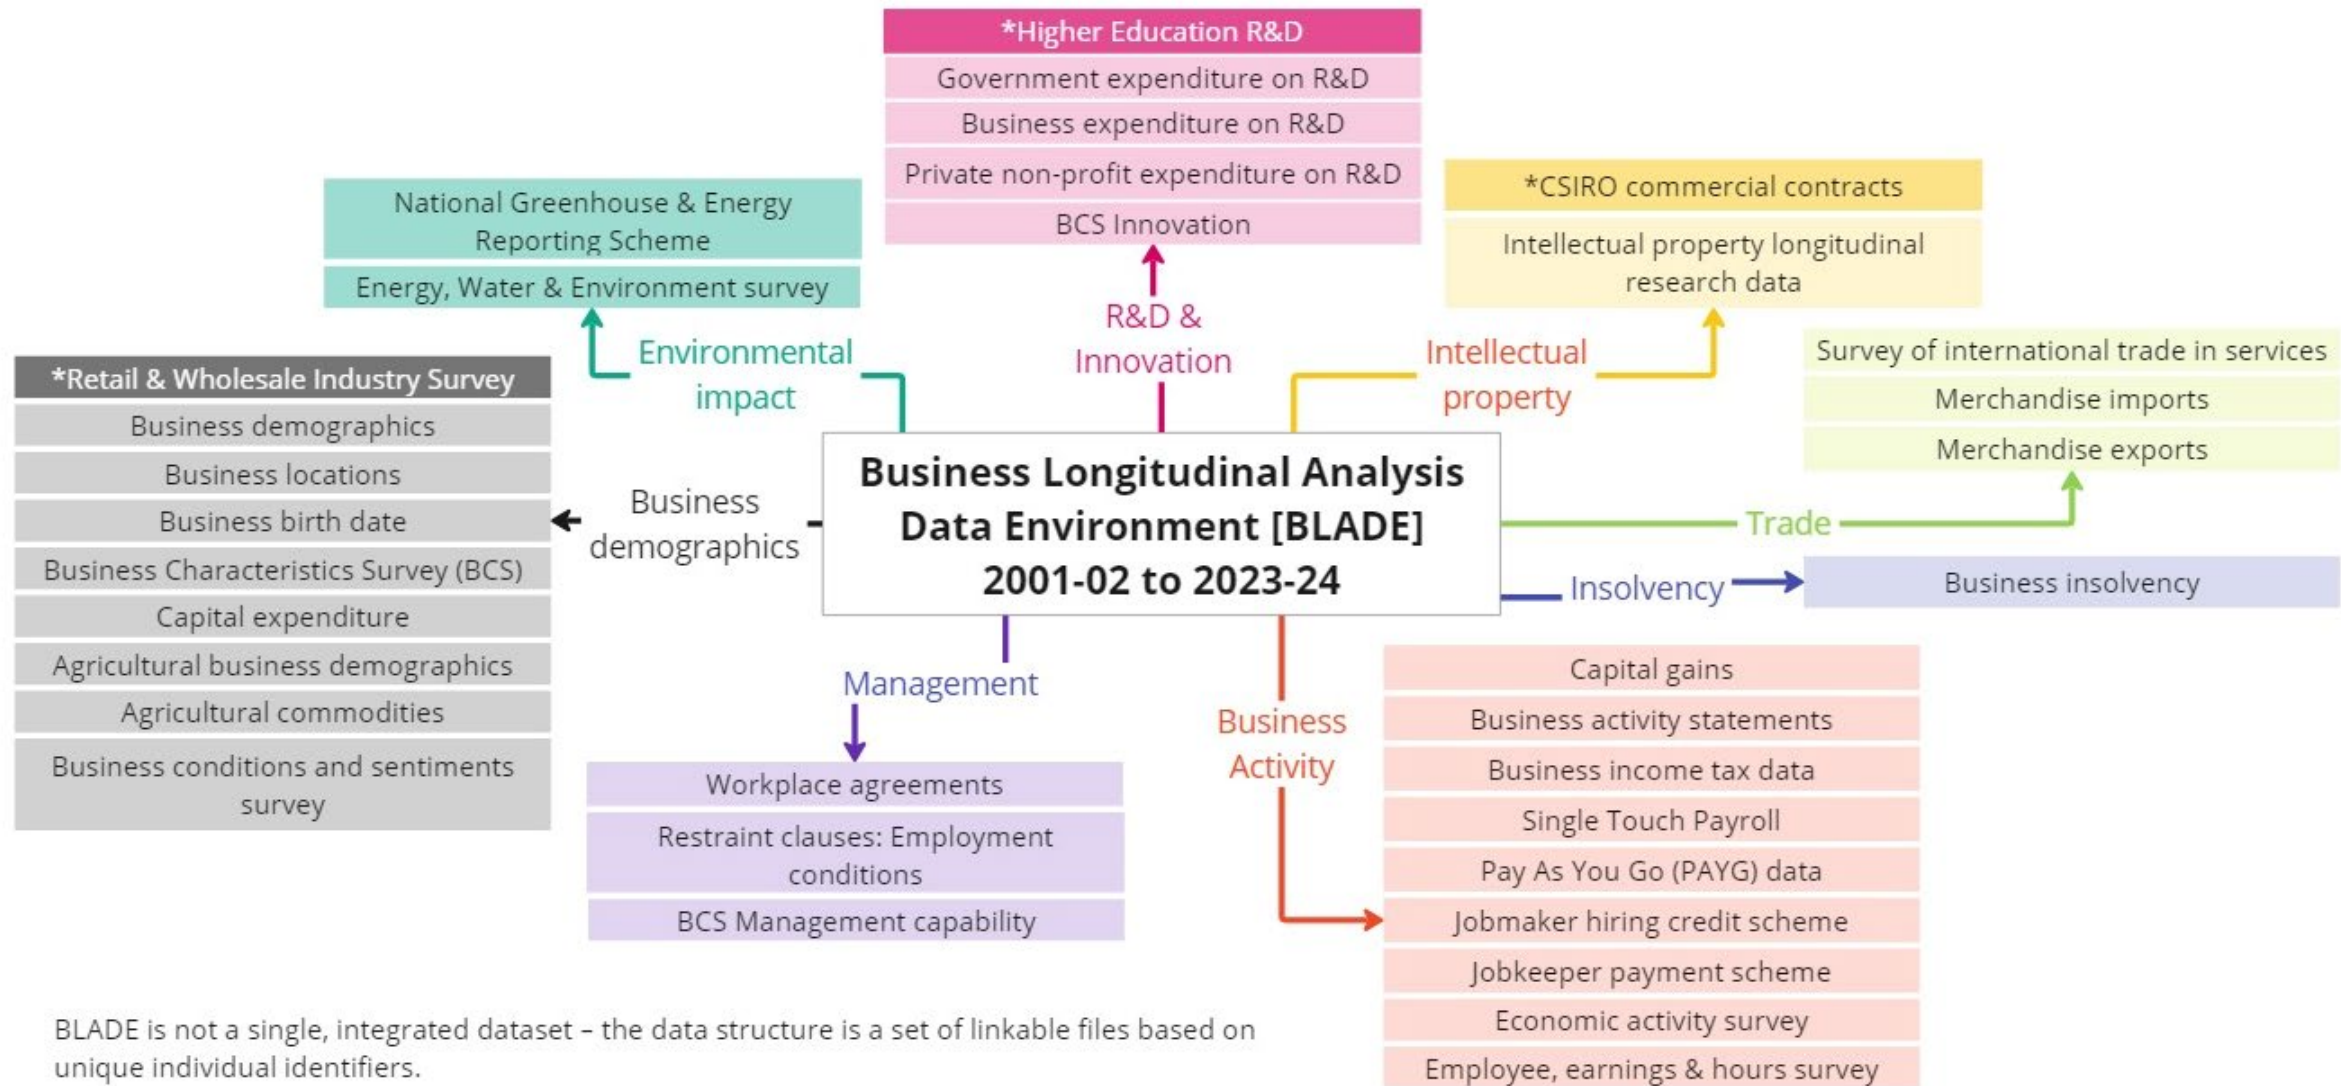 *Higher Education R&D
Government expenditure on R&D
Business expenditure on R&D
Private non-profit expenditure on R&D
BCS Innovation
R&D &
Innovation
National Greenhouse & Energy
Reporting Scheme
Energy, Water & Environment survey
Environmental
impact
*CSIRO commercial contracts
Intellectual property longitudinal
research data
Intellectual
property
Survey of international trade in services
Merchandise imports
Merchandise exports
Trade
*Retail & Wholesale Industry Survey
Business demographics
Business locations
Business birth date
Business Characteristics Survey (BCS)
Capital expenditure
Agricultural business demographics
Agricultural commodities
Business conditions and sentiments
survey
Business
demographics
Business Longitudinal Analysis
Data Environment [BLADE]
2001-02 to 2023-24
Insolvency
Business insolvency
Management
Workplace agreements
Restraint clauses: Employment
conditions
BCS Management capability
Business
Activity
Capital gains
Business activity statements
Business income tax data
Single Touch Payroll
Pay As You Go (PAYG) data
Jobmaker hiring credit scheme
Jobkeeper payment scheme
Economic activity survey
Employee, earnings & hours survey
BLADE is not a single, integrated dataset – the data structure is a set of linkable files based on
unique individual identifiers.